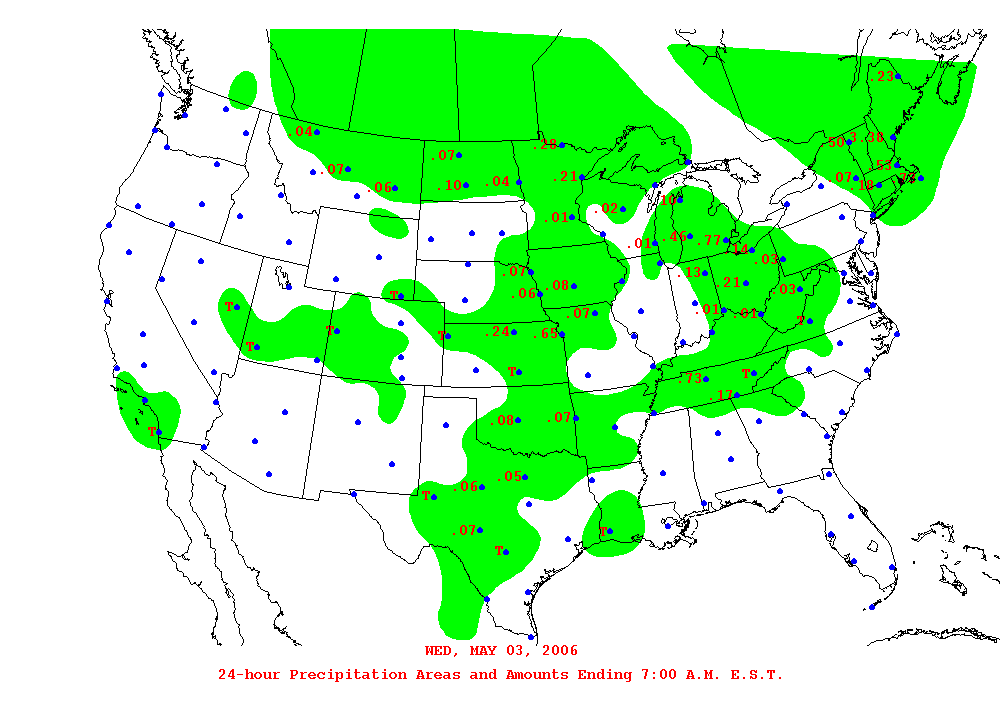 .23
.04
.50
3.38
.28
.07
.53
.07
.21
.07
.18
.06
.10
.04
.10
.01
.02
.01
.46
.77
.14
.03
.07
.13
.08
.21
.03
T
.06
T
.07
.01
.01
T
T
T
.24
.65
T
T
.73
T
.17
.08
.07
T
.05
.06
T
.07
T
T
WED, MAY 03, 2006
24-hour Precipitation Areas and Amounts Ending 7:00 A.M. E.S.T.